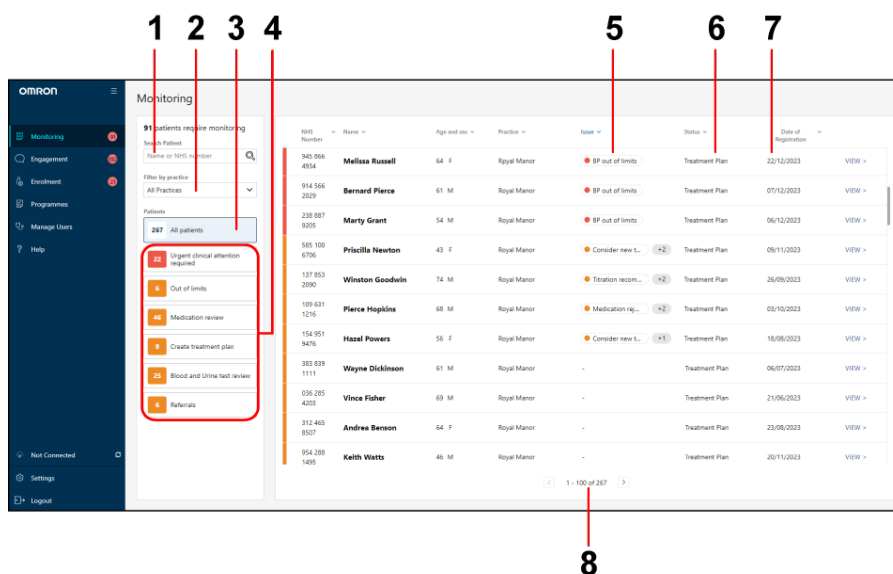 1 2 3 4 5 6 7
OMRON
Monitoring
Engagement
Enrolment
Programmes
Manage Users
? Help
Not Connected
Settings
Logout
Monitoring
91 patients require monitoring
Search Patient
Name or NHS number
Filter by practice
All Practices
Patients
267 All patients
22 Urgent clinical attention
required
6 Out of limits
46 Medication review
9 Create treatment plan
25 Blood and Urine test review
6 Referrals
NHS Number Name Age and sex Practice Issue Status Date of Registration
945 866 4934 Melissa Russell 64 F Royal Manor BP out of limits Treatment Plan 22/12/2023 VIEW >
914 566 2029 Bernard Pierce 61 M Royal Manor BP out of limits Treatment Plan 07/12/2023 VIEW >
238 887 9205 Marty Grant 54 M Royal Manor BP out of limits Treatment Plan 06/12/2023 VIEW >
585 100 6706 Priscilla Newton 43 F Royal Manor Consider new t... +2 Treatment Plan 09/11/2023 VIEW >
137 853 2090 Winston Goodwin 74 M Royal Manor Titration recom... +2 Treatment Plan 26/09/2023 VIEW >
109 631 1216 Pierce Hopkins 68 M Royal Manor Medication rej... +2 Treatment Plan 03/10/2023 VIEW >
154 951 9476 Hazel Powers 56 F Royal Manor Consider new t... +1 Treatment Plan 18/08/2023 VIEW >
383 839 1111 Wayne Dickinson 61 M Royal Manor - Treatment Plan 06/07/2023 VIEW >
036 285 4203 Vince Fisher 69 M Royal Manor - Treatment Plan 21/06/2023 VIEW >
312 465 8507 Andrea Benson 64 F Royal Manor - Treatment Plan 23/08/2023 VIEW >
954 288 1495 Keith Watts 46 M Royal Manor - Treatment Plan 20/11/2023 VIEW >
< 1 - 100 of 267 >
8